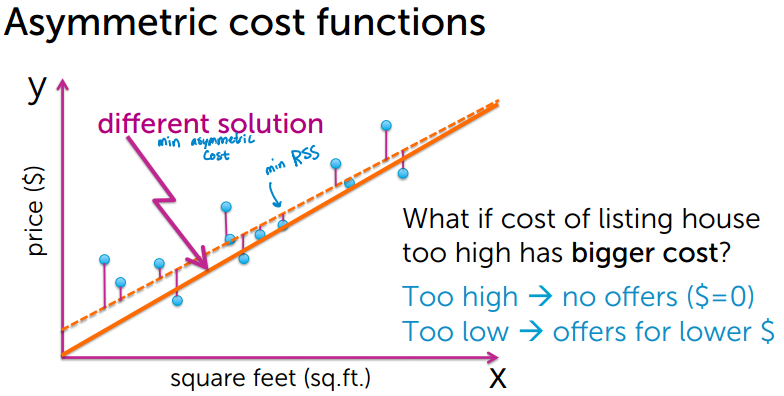 Asymmetric cost functions
y
different solution
min asymmetric
cost
min RSS
price ($)
What if cost of listing house
too high has bigger cost?
Too high → no offers ($=0)
Too low → offers for lower $
square feet (sq.ft.)
x